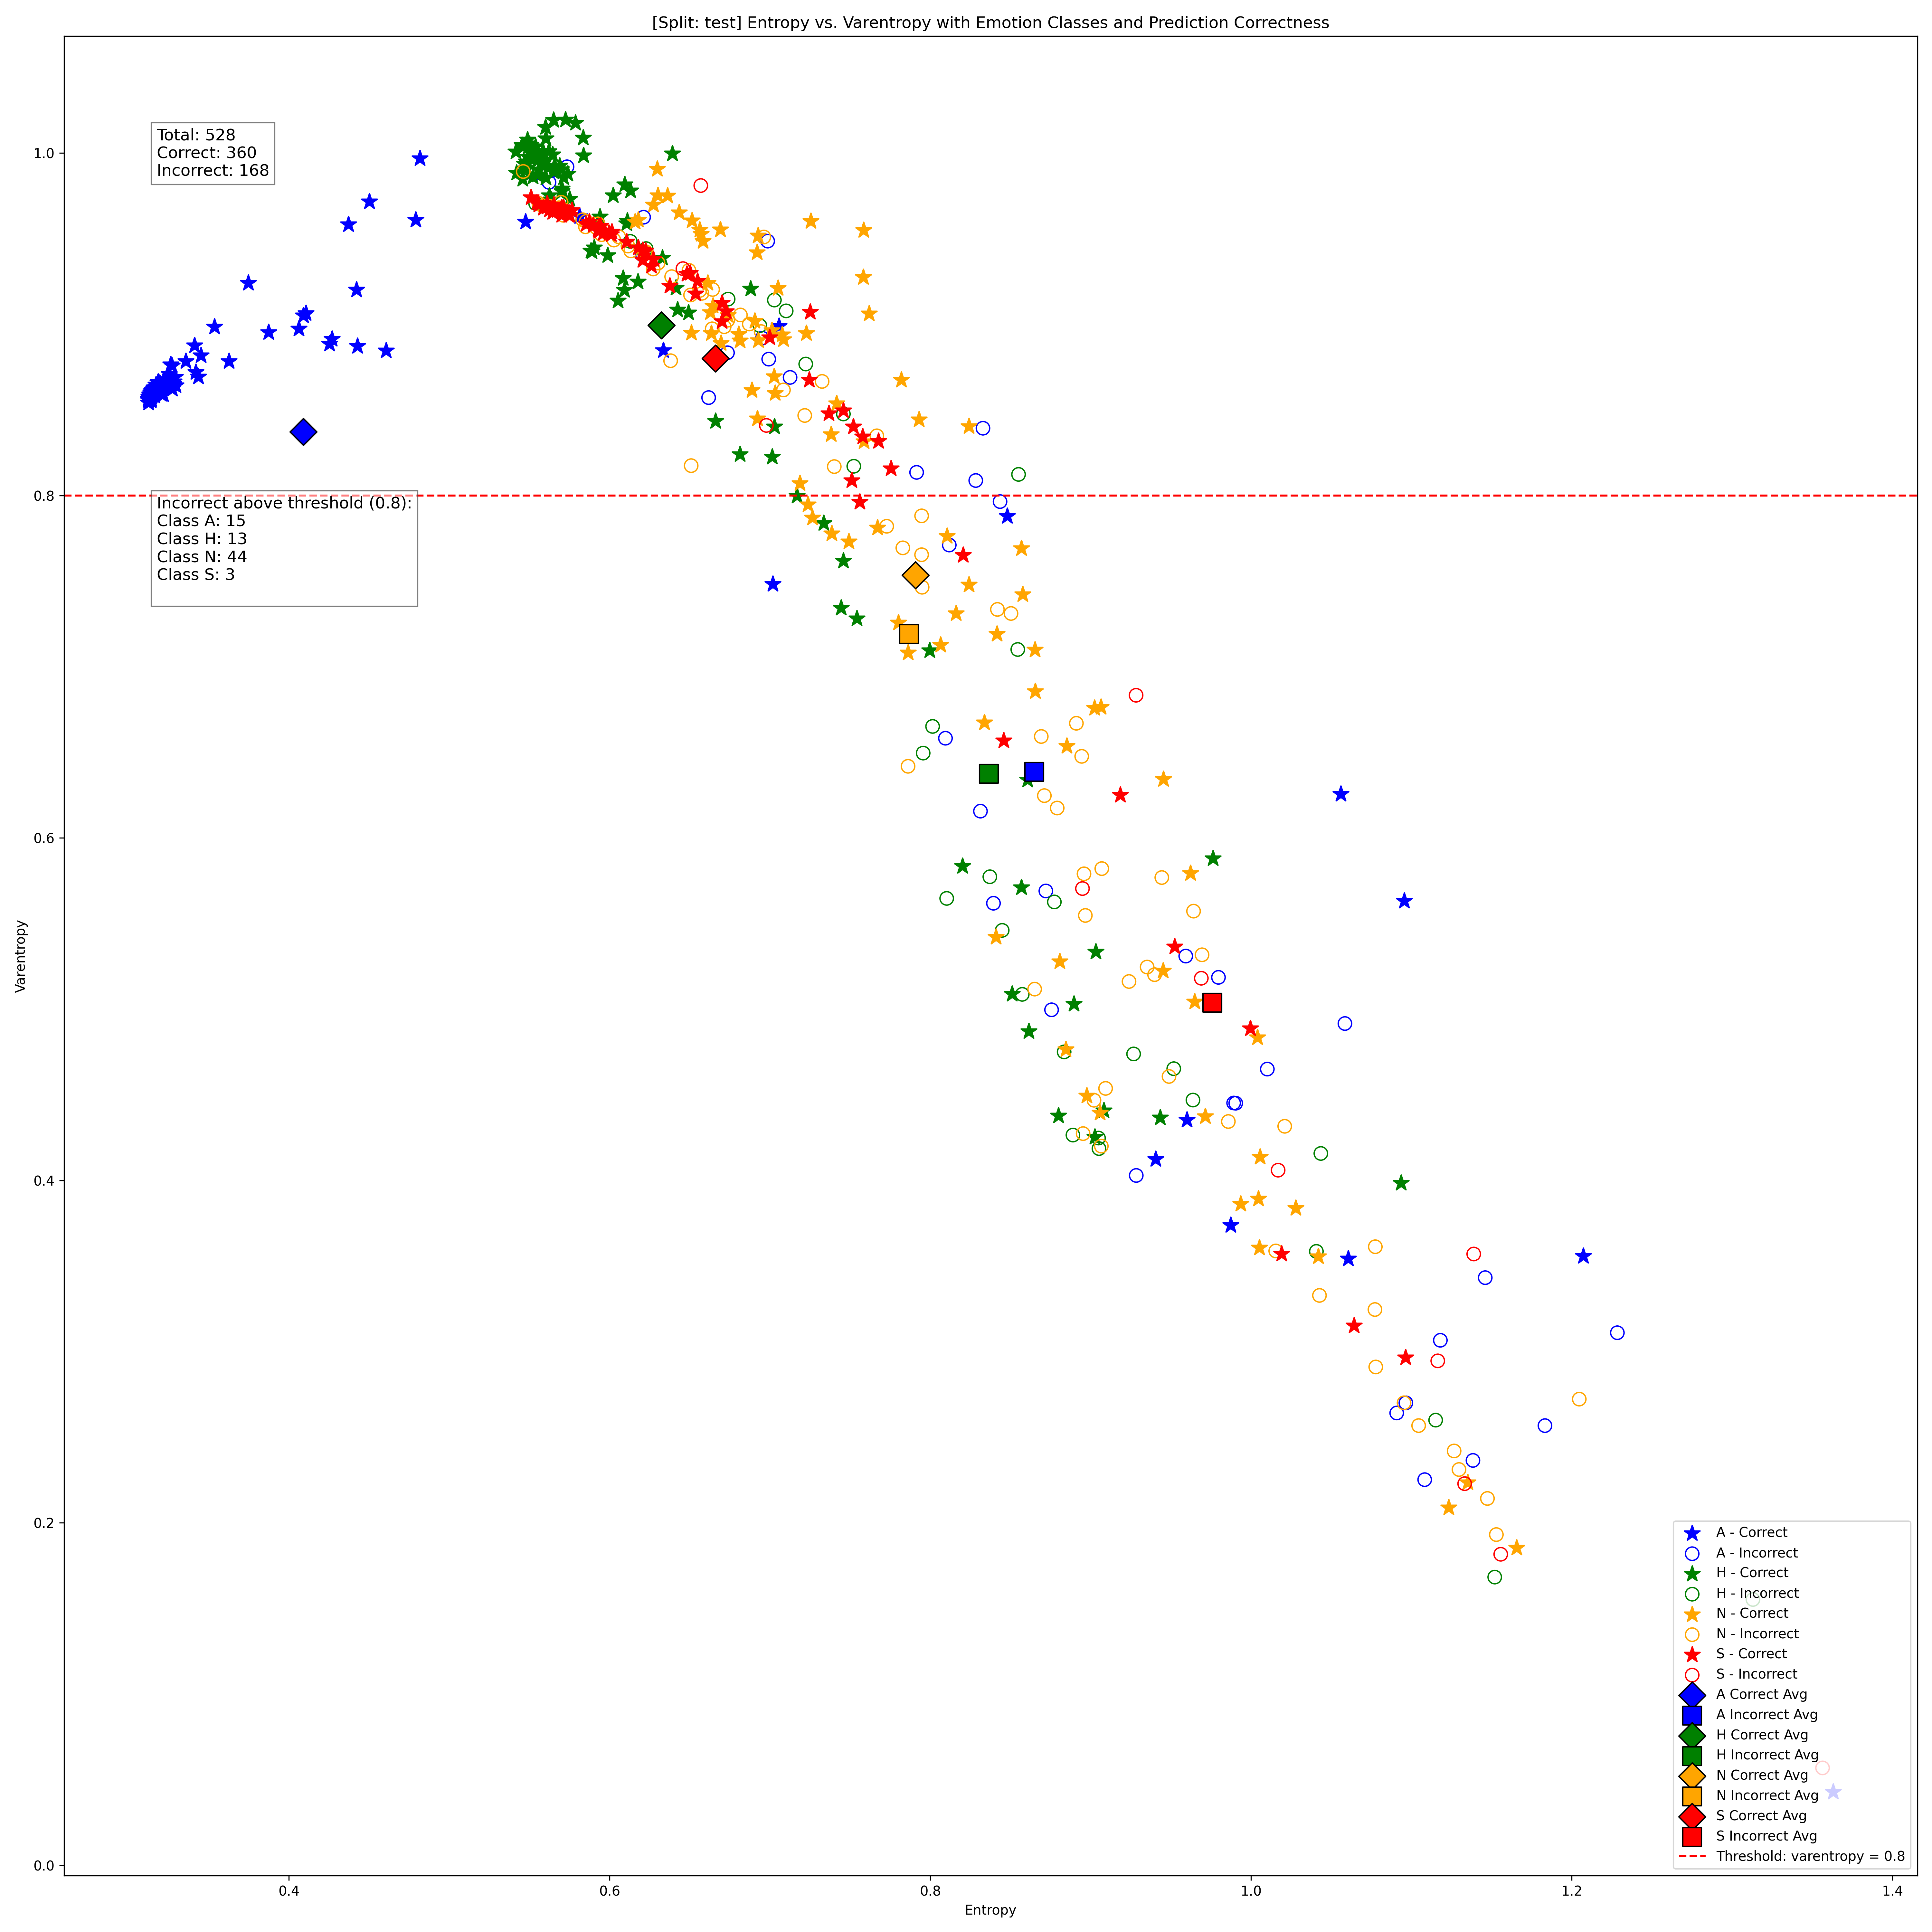 [Split: test] Entropy vs. Varentropy with Emotion Classes and Prediction Correctness
Total: 528
Correct: 360
Incorrect: 168
Incorrect above threshold (0.8):
Class A: 15
Class H: 13
Class N: 44
Class S: 3
Varentropy
1.0
0.8
0.6
0.4
0.2
0.0
A - Correct
A - Incorrect
H - Correct
H - Incorrect
N - Correct
N - Incorrect
S - Correct
S - Incorrect
A Correct Avg
A Incorrect Avg
H Correct Avg
H Incorrect Avg
N Correct Avg
N Incorrect Avg
S Correct Avg
S Incorrect Avg
Threshold: varentropy = 0.8
0.4 0.6 0.8 1.0 1.2 1.4
Entropy